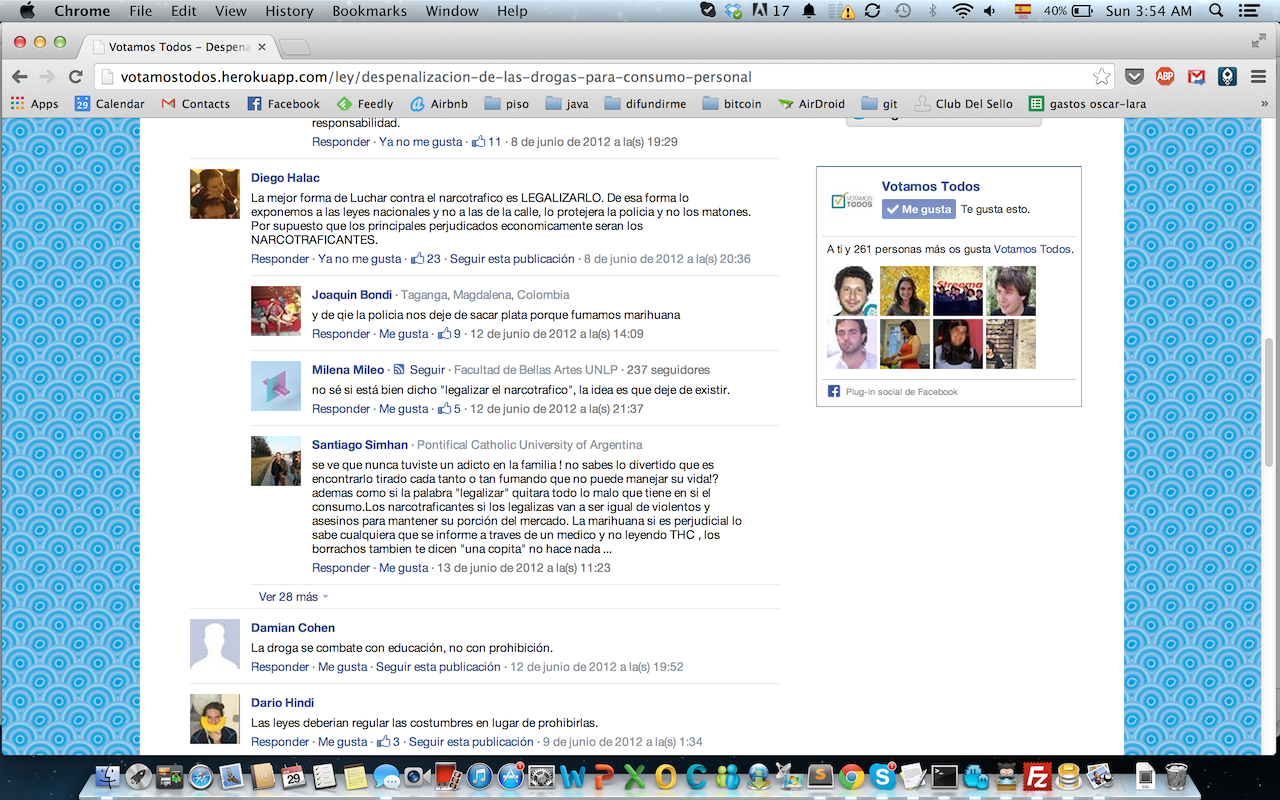 Chrome File Edit View History Bookmarks Window Help 17 ISO 40% Sun 3:54 AM
Votamos Todos – Despena
votamostodos.herokuapp.com/ley/despenalizacion-de-las-drogas-para-consumo-personal ABP
Apps 29 Calendar Contacts Facebook Feedly Airbnb piso java difundirme bitcoin AirDroid git Club Del Sello gastos oscar-lara »
responsabilidad.
Responder · Ya no me gusta · 11 · 8 de junio de 2012 a la(s) 19:29
Diego Halac
La mejor forma de Luchar contra el narcotrafico es LEGALIZARLO. De esa forma lo
exponemos a las leyes nacionales y no a las de la calle, lo protejera la policia y no los matones.
Por supuesto que los principales perjudicados economicamente seran los
NARCOTRAFICANTES.
Responder · Ya no me gusta · 23 · Seguir esta publicación · 8 de junio de 2012 a la(s) 20:36
Joaquin Bondi · Taganga, Magdalena, Colombia
y de qie la policia nos deje de sacar plata porque fumamos marihuana
Responder · Me gusta · 9 · 12 de junio de 2012 a la(s) 14:09
Milena Mileo · Seguir · Facultad de Bellas Artes UNLP · 237 seguidores
no sé si está bien dicho "legalizar el narcotrafico", la idea es que deje de existir.
Responder · Me gusta · 5 · 12 de junio de 2012 a la(s) 21:37
Santiago Simhan · Pontifical Catholic University of Argentina
se ve que nunca tuviste un adicto en la familia ! no sabes lo divertido que es
encontrarlo tirado cada tanto o tan fumando que no puede manejar su vida!?
ademas como si la palabra "legalizar" quitara todo lo malo que tiene en si el
consumo.Los narcotraficantes si los legalizas van a ser igual de violentos y
asesinos para mantener su porción del mercado. La marihuana si es perjudicial lo
sabe cualquiera que se informe a traves de un medico y no leyendo THC , los
borrachos tambien te dicen "una copita" no hace nada ...
Responder · Me gusta · 13 de junio de 2012 a la(s) 11:23
Ver 28 más
Damian Cohen
La droga se combate con educación, no con prohibición.
Responder · Me gusta · Seguir esta publicación · 12 de junio de 2012 a la(s) 19:52
Dario Hindi
Las leyes deberian regular las costumbres en lugar de prohibirlas.
Responder · Me gusta · 3 · Seguir esta publicación · 9 de junio de 2012 a la(s) 1:34
VOTAMOS
TODOS
Votamos Todos
Me gusta Te gusta esto.
A ti y 261 personas más os gusta Votamos Todos.
Streema
Plug-in social de Facebook
29